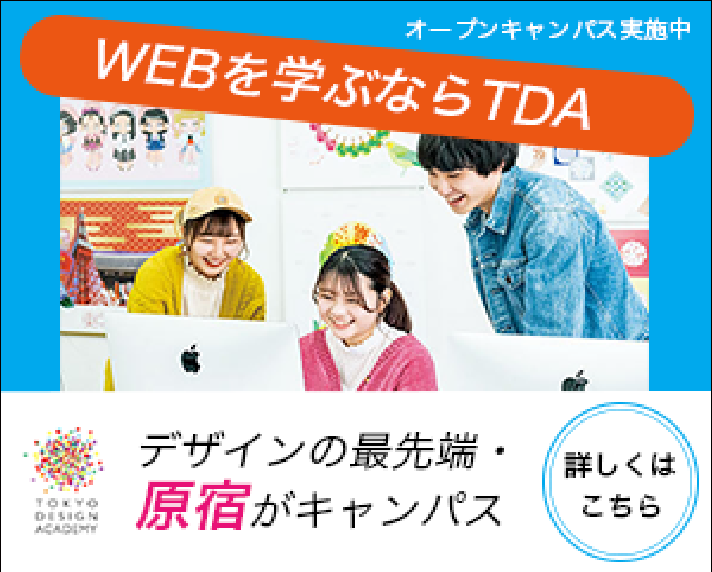 オープンキャンパス実施中
WEBを学ぶならTDA
デザインの最先端・
原宿がキャンパス
詳しくは
こちら
TOKYO
DESIGN
ACADEMY